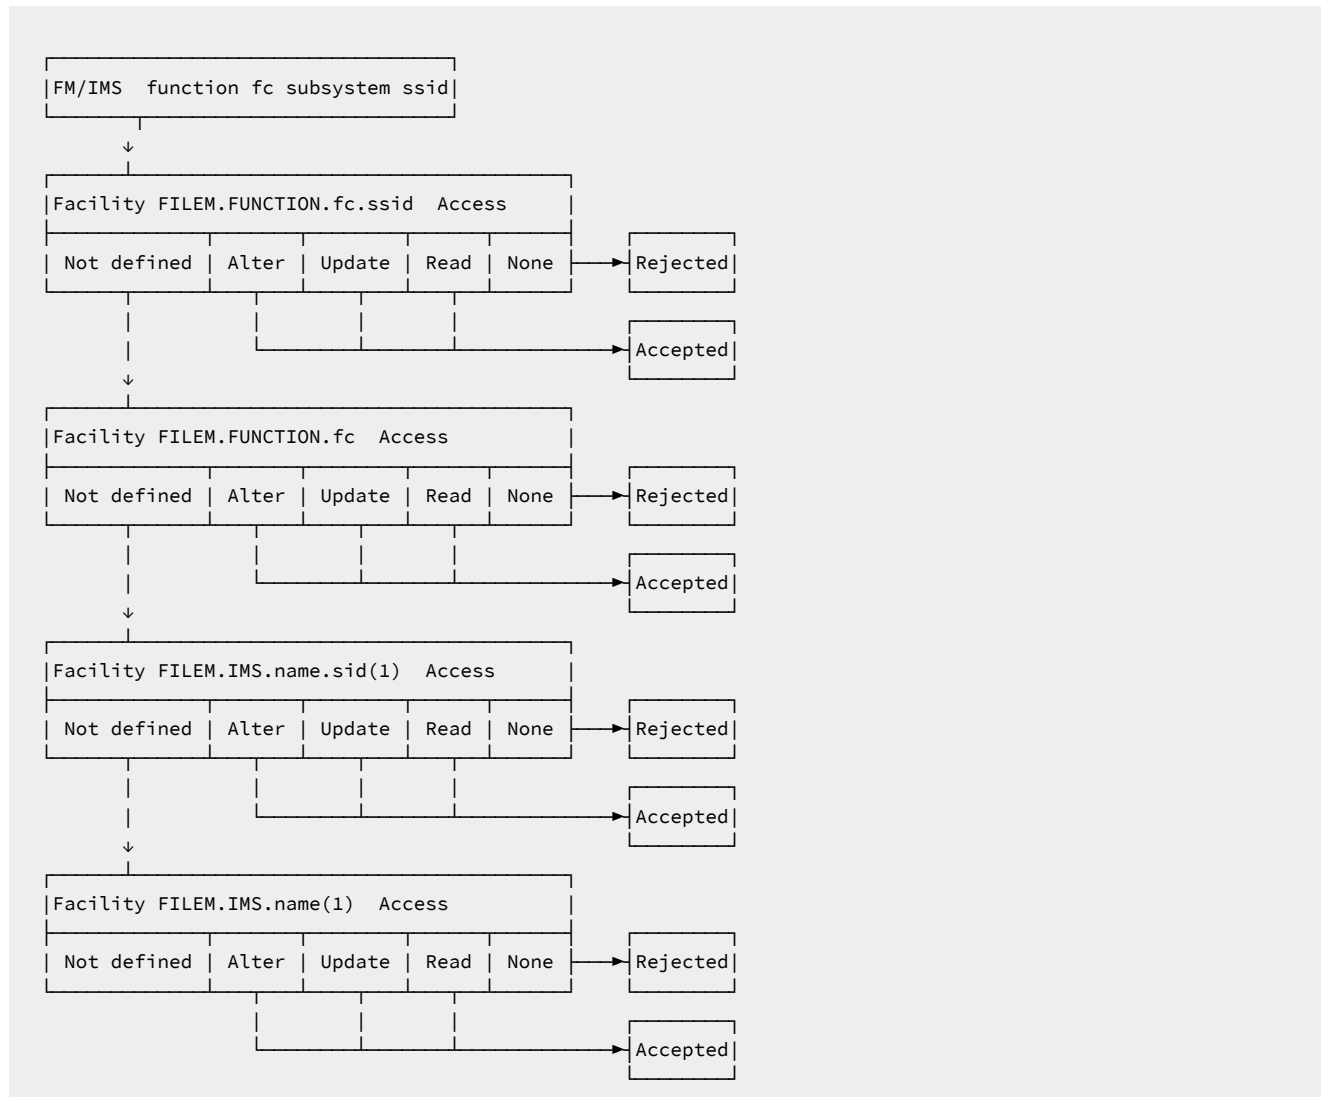 FM/IMS function fc subsystem ssid
Facility FILEM.FUNCTION.fc.ssid Access
Not defined Alter Update Read None Rejected
Accepted
Facility FILEM.FUNCTION.fc Access
Not defined Alter Update Read None Rejected
Accepted
Facility FILEM.IMS.name.sid(1) Access
Not defined Alter Update Read None Rejected
Accepted
Facility FILEM.IMS.name(1) Access
Not defined Alter Update Read None Rejected
Accepted